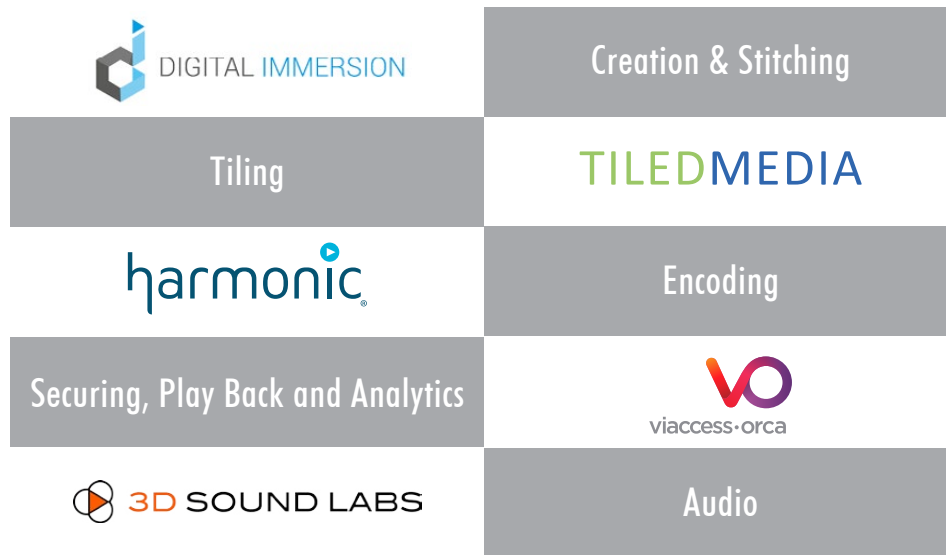 DIGITAL IMMERSION
Creation & Stitching
Tiling
TILEDMEDIA
harmonic®
Encoding
Securing, Play Back and Analytics
VO
viaccess·orca
3D SOUND LABS
Audio